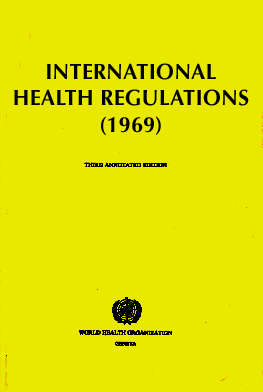 INTERNATIONAL
HEALTH REGULATIONS
(1969)
THIRD ANNOTATED EDITION
WORLD HEALTH ORGANIZATION
GENEVA